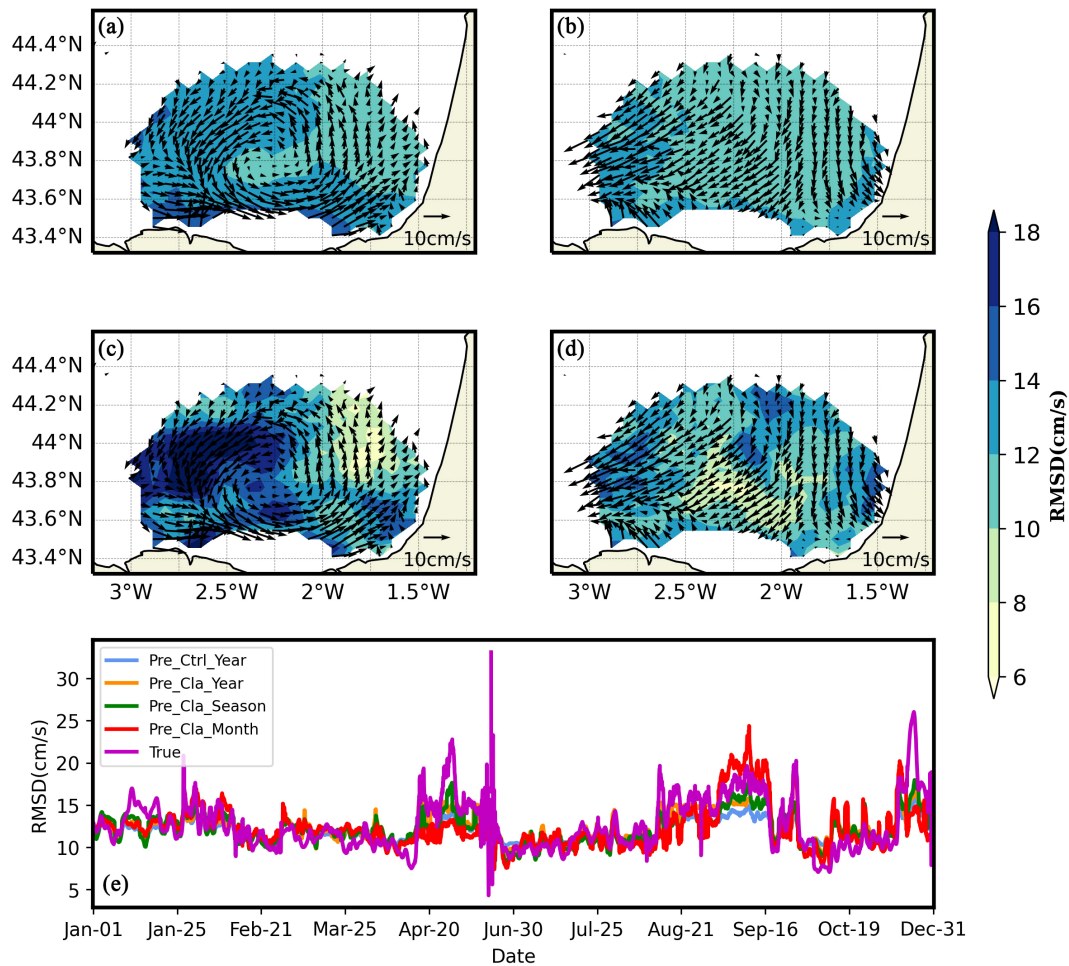 (a)
(b)
44.4°N
44.2°N
44°N
43.8°N
43.6°N
43.4°N
10cm/s
10cm/s
(c)
(d)
44.4°N
44.2°N
44°N
43.8°N
43.6°N
43.4°N
10cm/s
10cm/s
3°W
2.5°W
2°W
1.5°W
3°W
2.5°W
2°W
1.5°W
18
16
14
12
10
8
6
RMSD(cm/s)
Pre_Ctrl_Year
Pre_Cla_Year
Pre_Cla_Season
Pre_Cla_Month
True
RMSD(cm/s)
30
25
20
15
10
5
(e)
Jan-01
Jan-25
Feb-21
Mar-25
Apr-20
Jun-30
Jul-25
Aug-21
Sep-16
Oct-19
Dec-31
Date